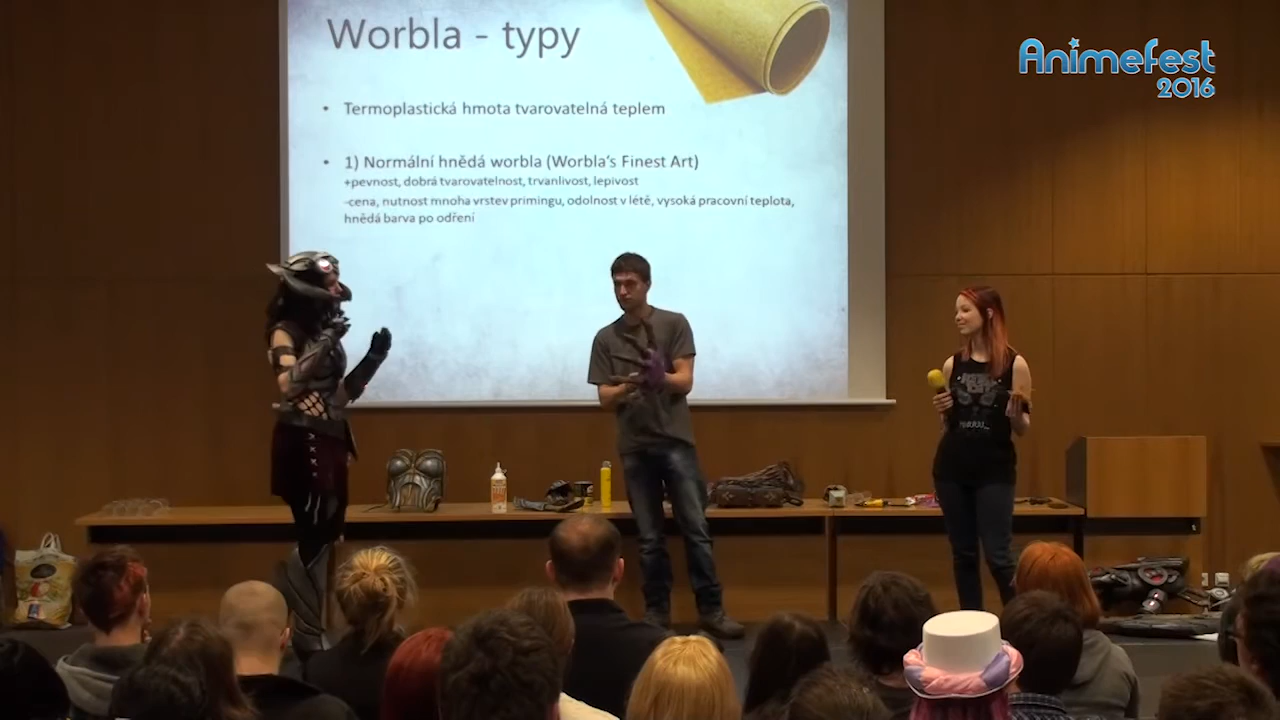 Worbla - typy
AnimeFest
2016
• Termoplastická hmota tvarovatelná teplem
• 1) Normální hnědá worbla (Worbla's Finest Art)
+pevnost, dobrá tvarovatelnost, trvanlivost, lepivost
-cena, nutnost mnoha vrstev primingu, odolnost v létě, vysoká pracovní teplota,
hnědá barva po odření